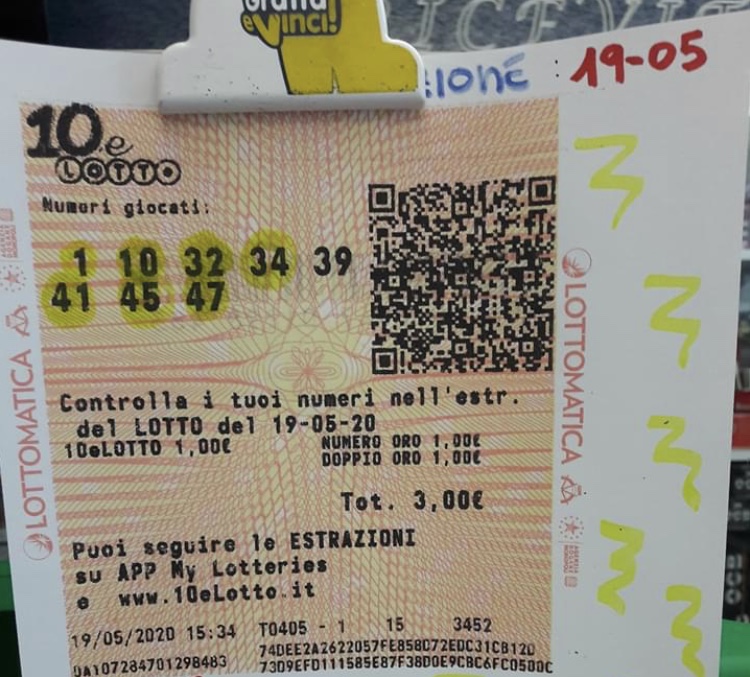 Gratta
e Vinci!
ICEVIT
zione : 19-05
10e
LOTTO
Numeri giocati:
1 10 32 34 39
41 45 47
LOTTOMATICA
LOTTOMATICA
Controlla i tuoi numeri nell'estr.
del LOTTO del 19-05-20
10eLOTTO 1,00€
NUMERO ORO 1,00€
DOPPIO ORO 1,00€
Tot. 3,00€
Puoi seguire le ESTRAZIONI
su APP My Lotteries
e www.10eLotto.it
19/05/2020 15:34 T0405 - 1 15 3452
0A107284701298483